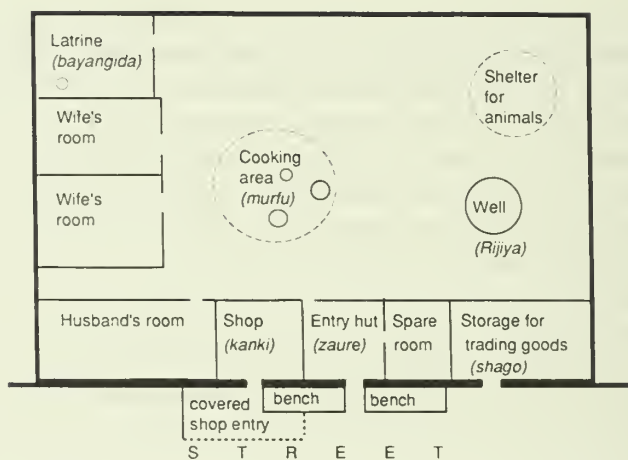 Latrine
(bayangida)
Wife's
room
Wife's
room
Cooking
area
(murfu)
Shelter
for
animals
Well
(Rijiya)
Husband's room
Shop
(kanki)
Entry hut
(zaure)
Spare
room
Storage for
trading goods
(shago)
covered
shop entry
bench
bench
S T R E E T